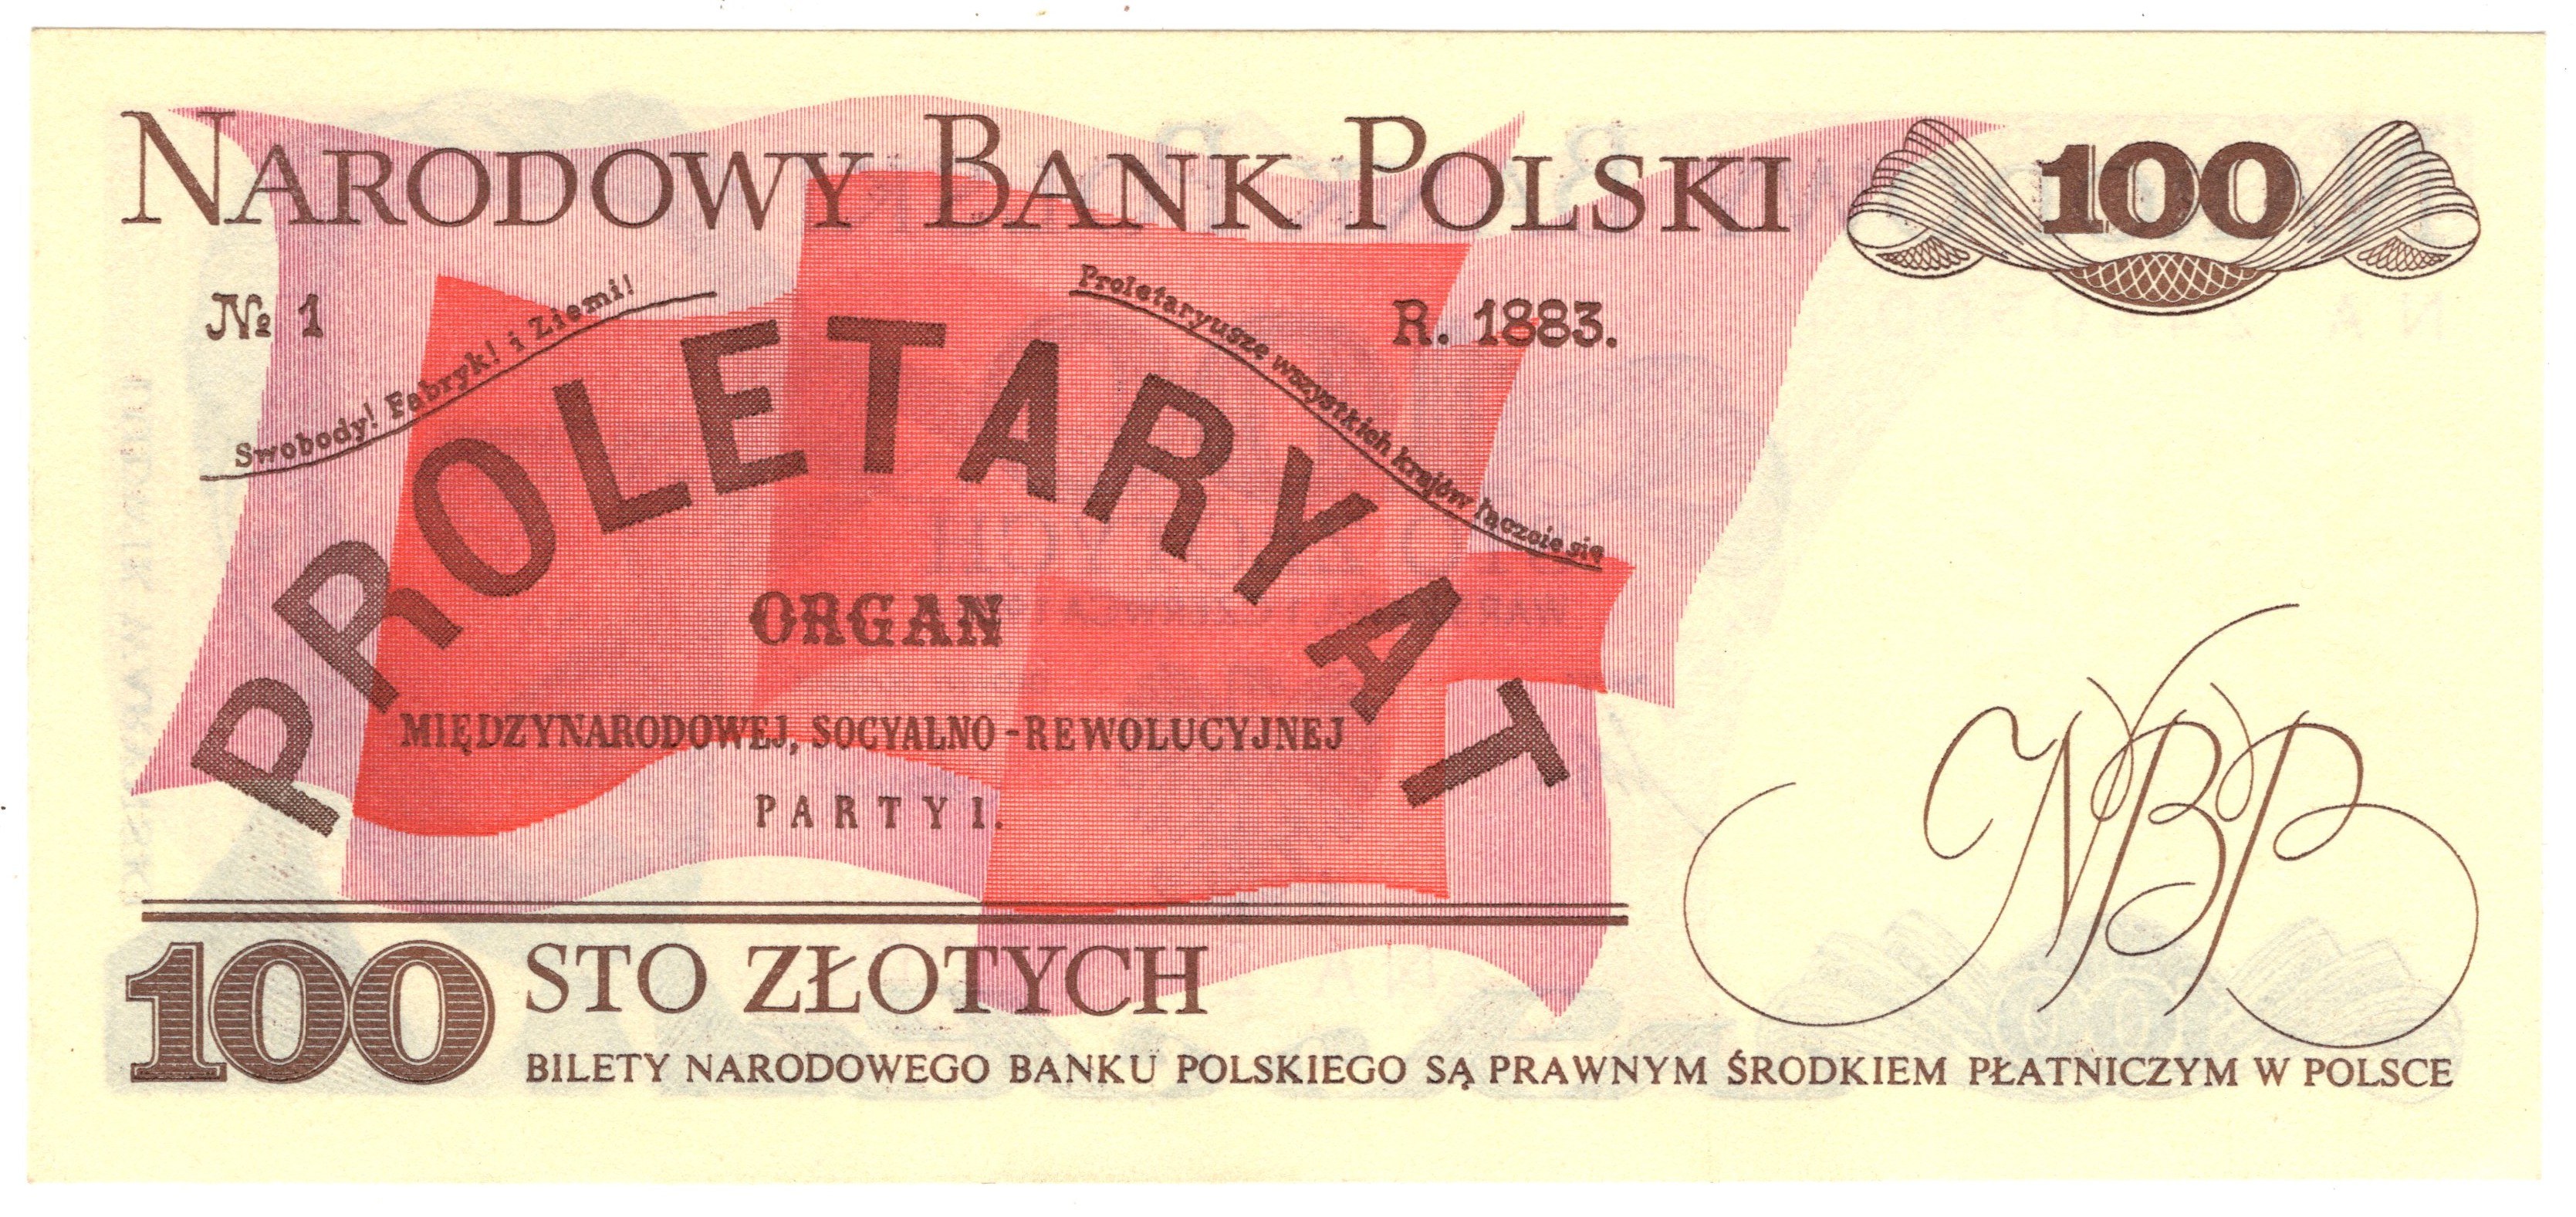 NARODOWY BANK POLSKI
100
№ 1
Swobody! Fabryk! i Ziemi!
Proletaryusze wszystkich krajów łączcie się
R. 1883.
PROLETARYAT
ORGAN
MIĘDZYNARODOWEJ, SOCYALNO-REWOLUCYJNEJ
PARTYI.
NBP
100 STO ZŁOTYCH
BILETY NARODOWEGO BANKU POLSKIEGO SĄ PRAWNYM ŚRODKIEM PŁATNICZYM W POLSCE